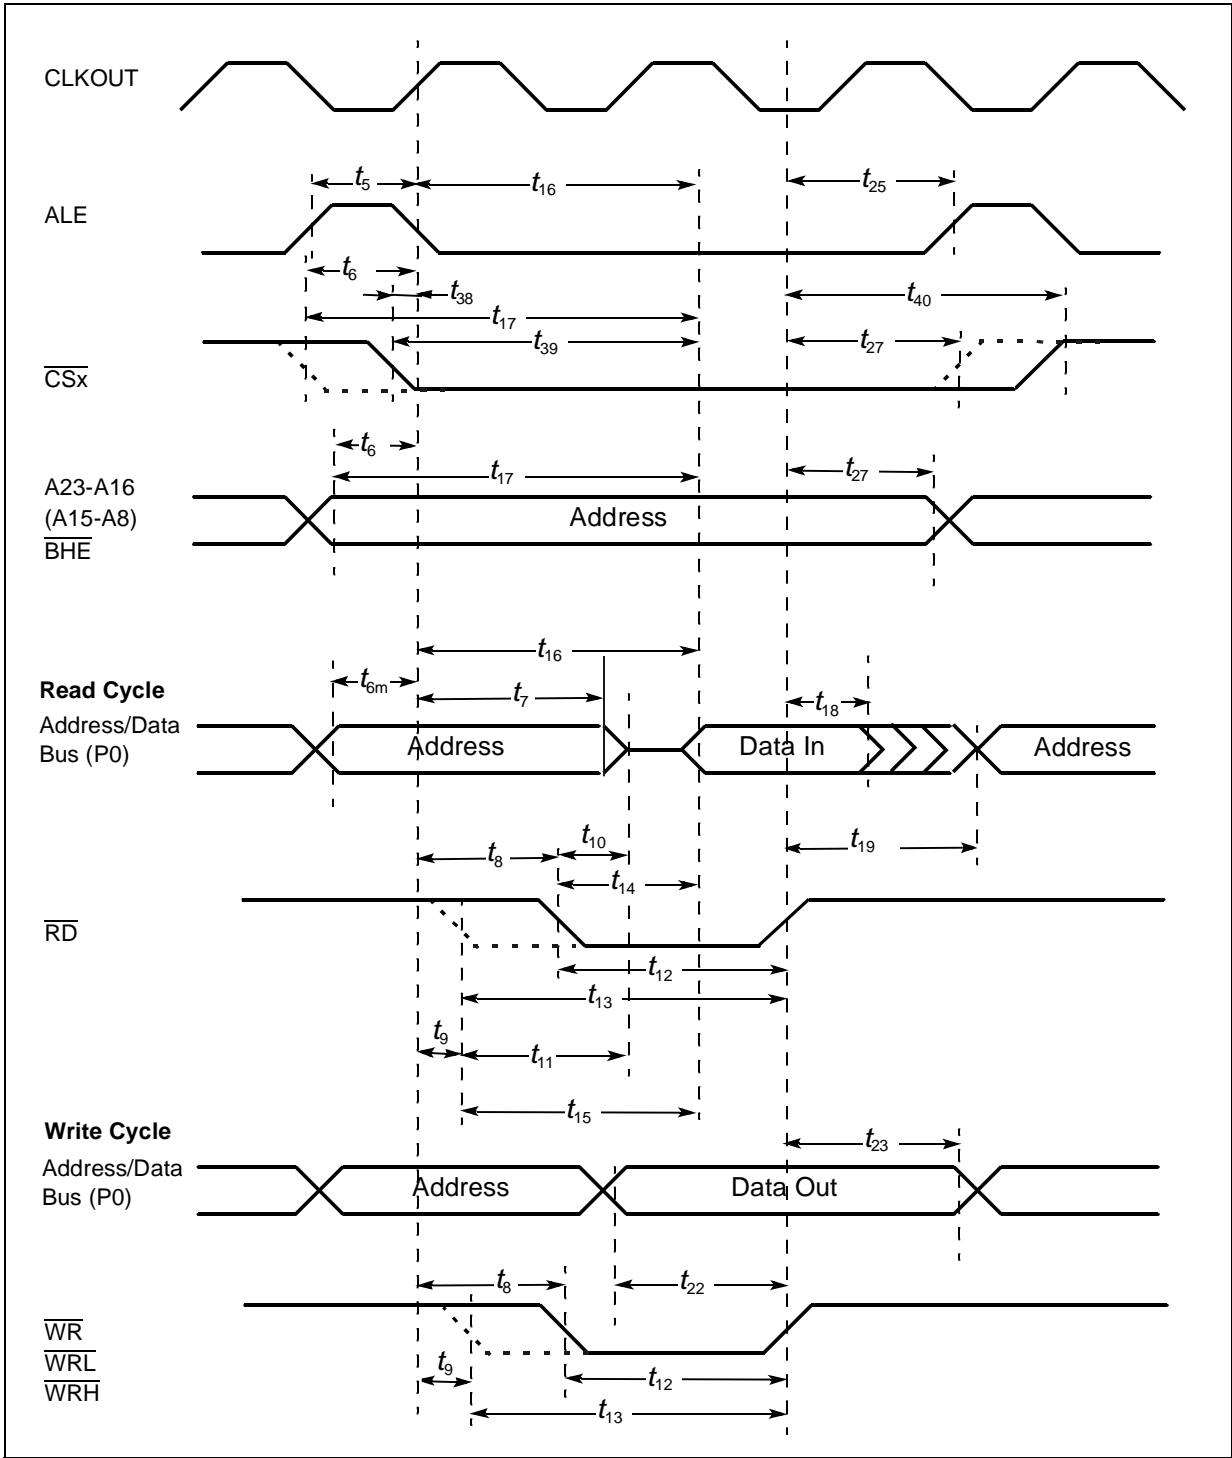 CLKOUT
t5
t16
t25
ALE
t6
t38
t40
t17
t39
t27
CSx
t6
t17
t27
A23-A16
(A15-A8)
BHE
Address
t16
t6m
t7
t18
Read Cycle
Address/Data
Bus (P0)
Address
Data In
Address
t8
t10
t19
t14
RD
t12
t13
t9
t11
t15
Write Cycle
t23
Address/Data
Bus (P0)
Address
Data Out
t8
t22
WR
WRL
WRH
t9
t12
t13